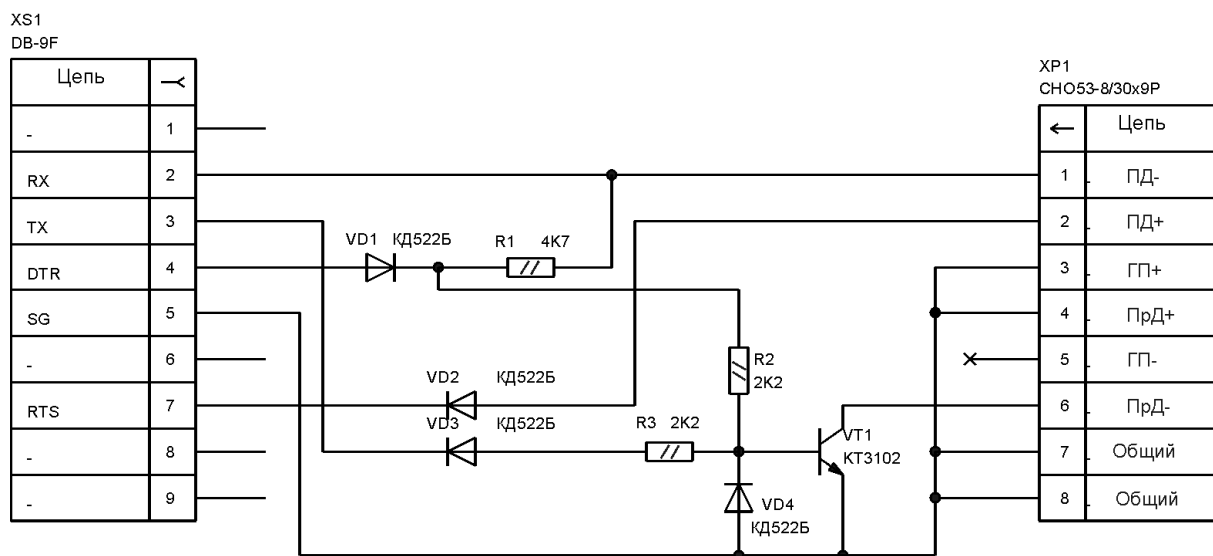 XS1
DB-9F
Цепь
-
1
RX
2
TX
3
DTR
4
SG
5
-
6
RTS
7
-
8
-
9
VD1 КД522Б
R1 4K7
R2
2K2
VD2 КД522Б
VD3 КД522Б
R3 2K2
VT1
КТ3102
VD4
КД522Б
XP1
СНО53-8/30x9Р
Цепь
1 ПД-
2 ПД+
3 ГП+
4 ПрД+
5 ГП-
6 ПрД-
7 Общий
8 Общий